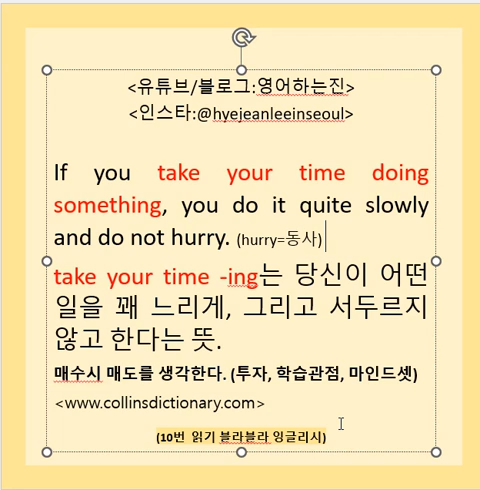 <유튜브/블로그:영어하는진>
<인스타:@hyejeanleeinseoul>
If you take your time doing
something, you do it quite slowly
and do not hurry. (hurry=동사)
take your time -ing는 당신이 어떤
일을 꽤 느리게, 그리고 서두르지
않고 한다는 뜻.
매수시 매도를 생각한다. (투자, 학습관점, 마인드셋)
<www.collinsdictionary.com>
(10번 읽기 블라블라 잉글리시)